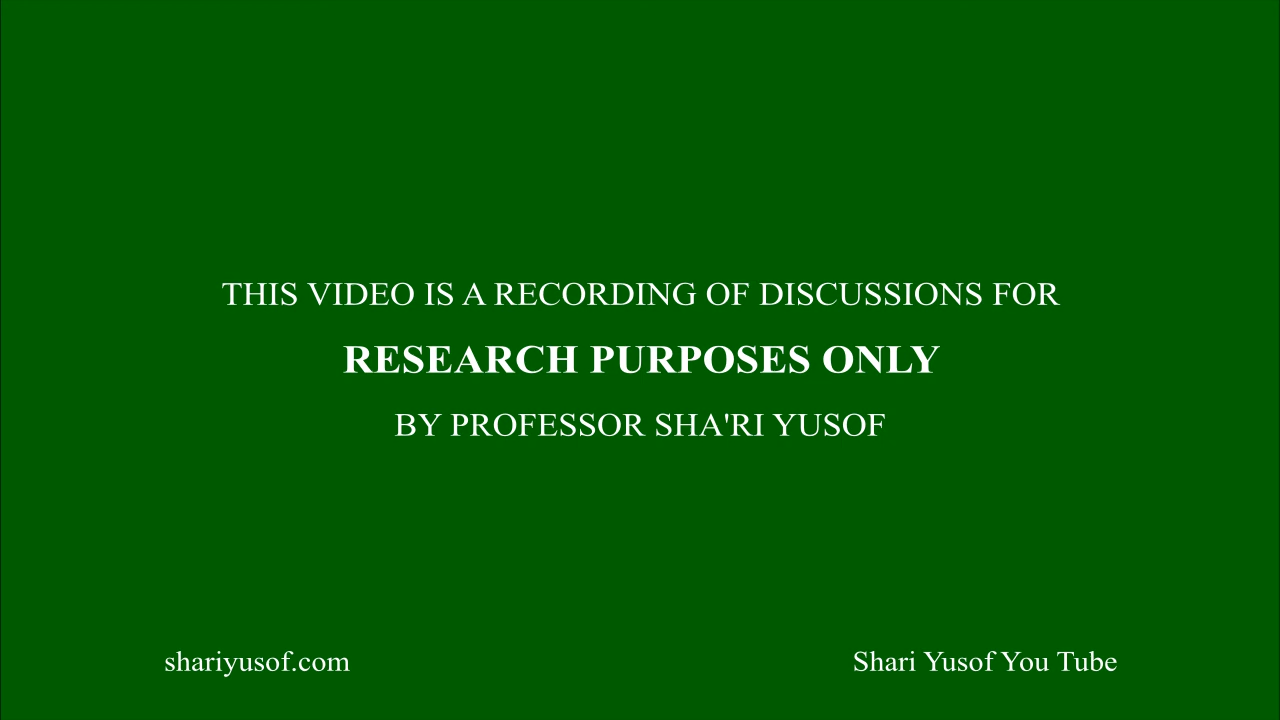 THIS VIDEO IS A RECORDING OF DISCUSSIONS FOR
RESEARCH PURPOSES ONLY
BY PROFESSOR SHA'RI YUSOF
shariyusof.com
Shari Yusof You Tube